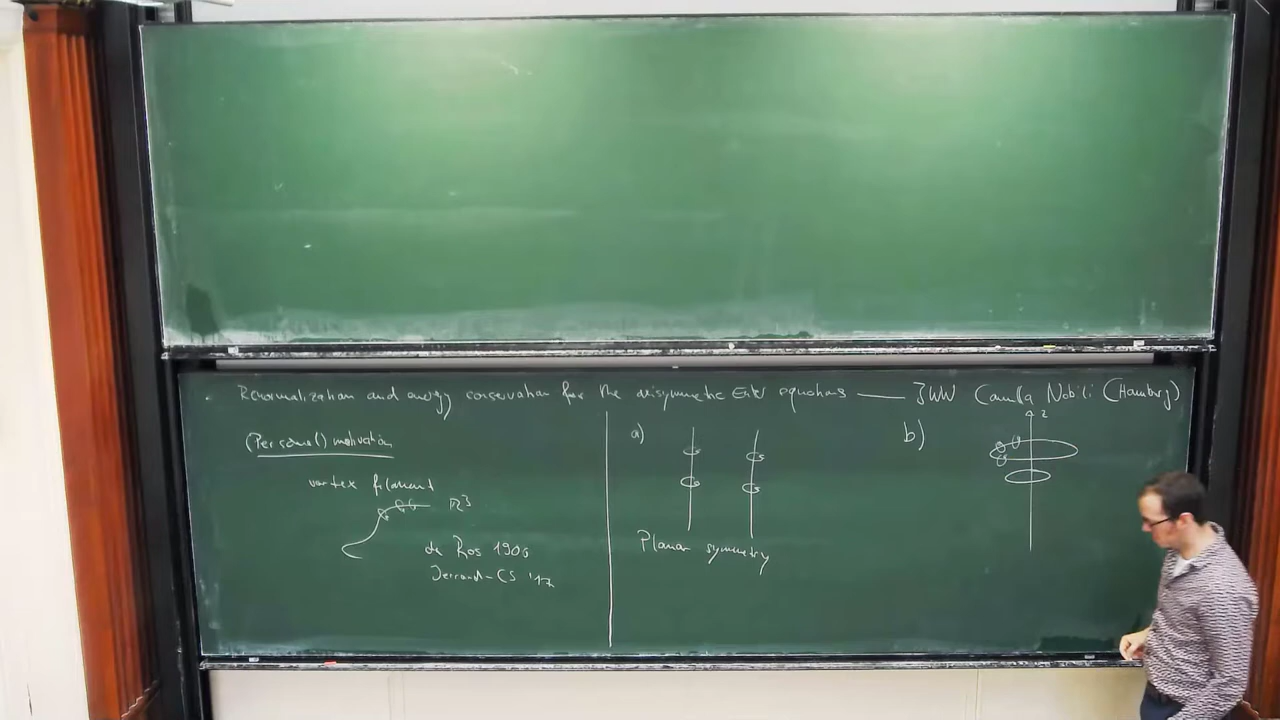 Renormalization and energy conservation for the axisymmetric Euler equations — JWW Camilla Nobili (Hamburg)
(Personal) motivation
vortex filament
ℝ³
da Rios 1906
Jerrard-CS '17
a)
Planar symmetry
b)
z